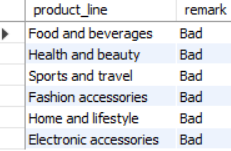 product_line remark
Food and beverages Bad
Health and beauty Bad
Sports and travel Bad
Fashion accessories Bad
Home and lifestyle Bad
Electronic accessories Bad